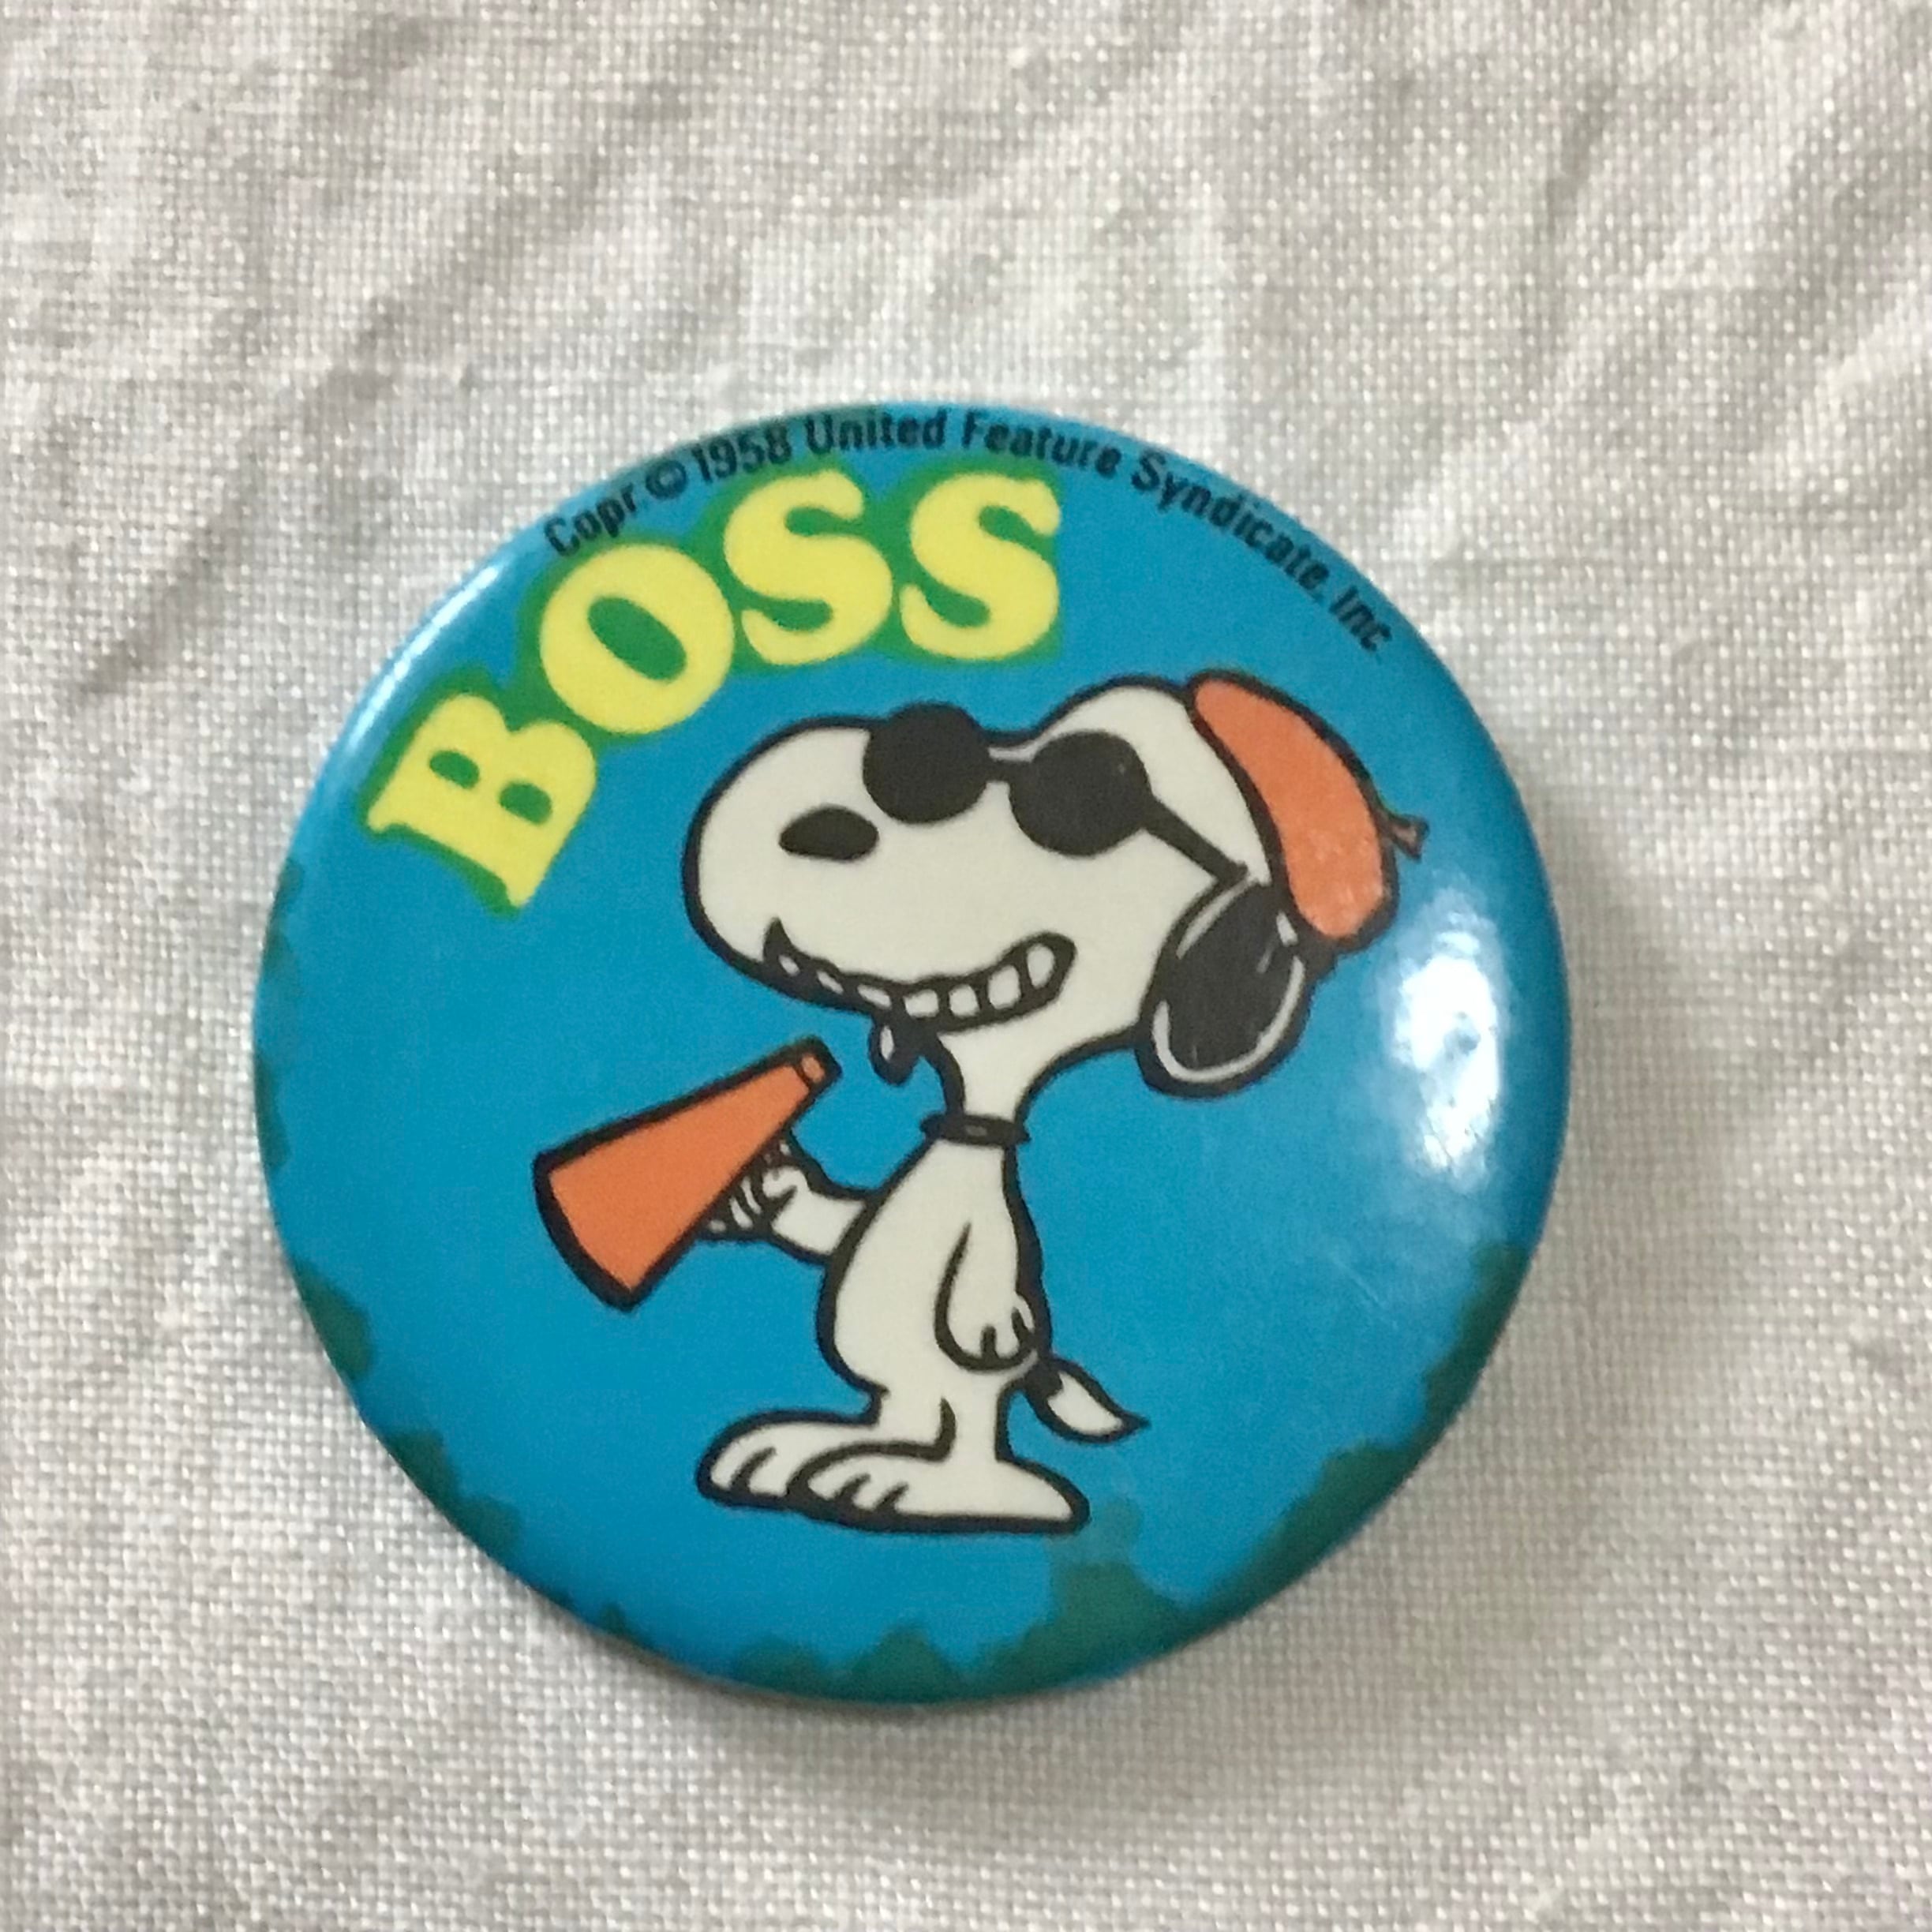 Copr. © 1958 United Feature Syndicate, Inc.
BOSS